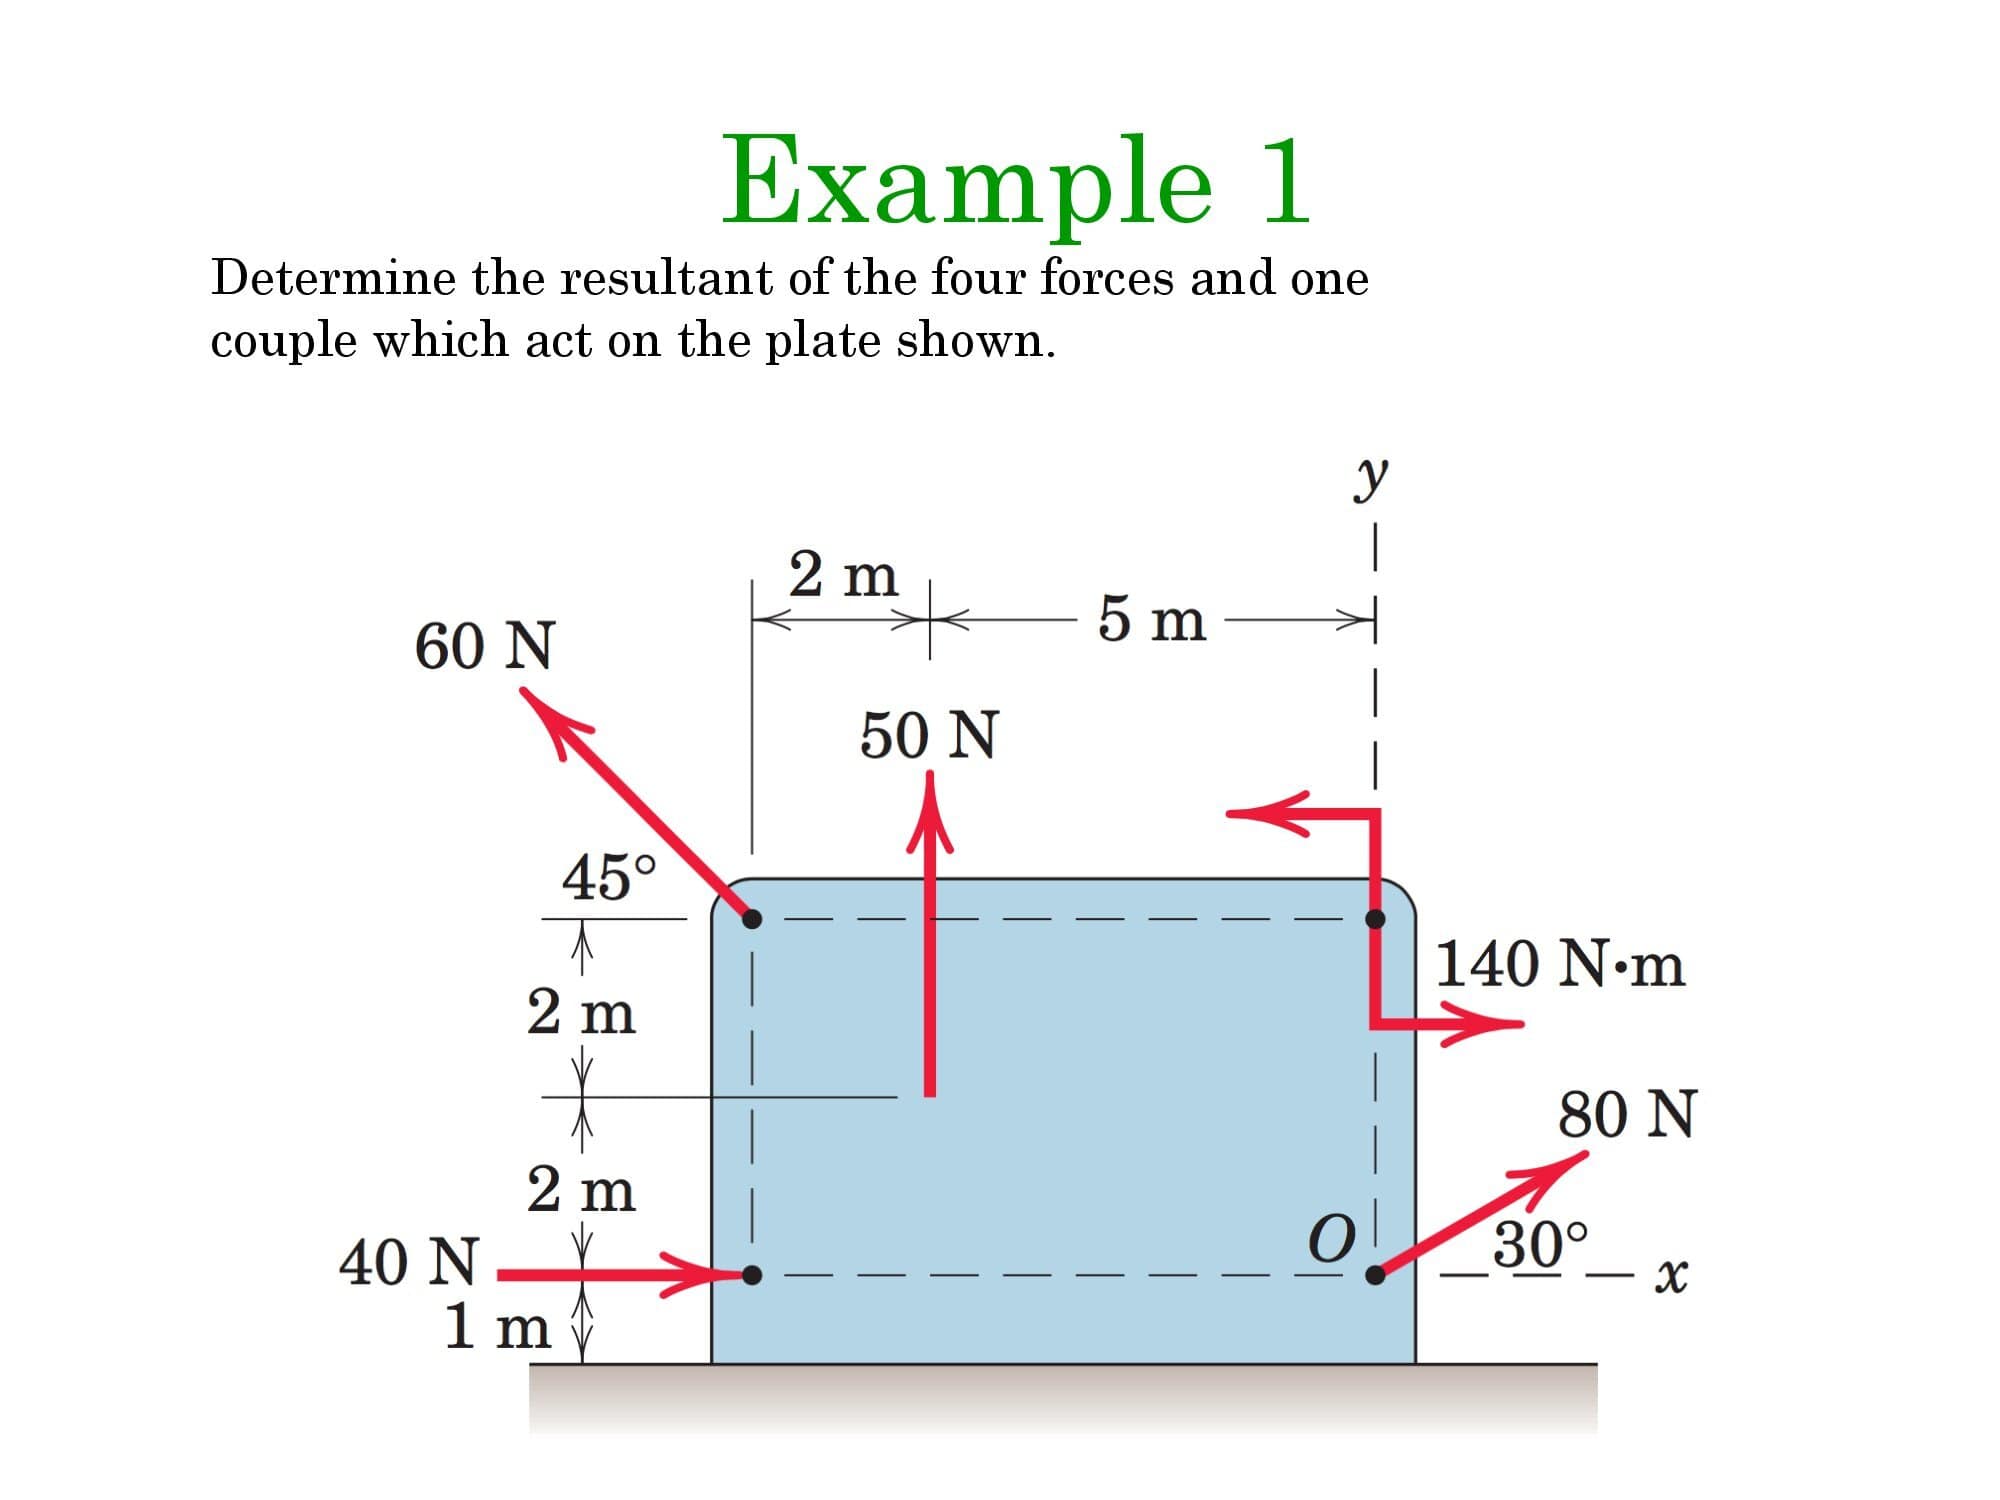 Example 1
Determine the resultant of the four forces and one
couple which act on the plate shown.
y
2 m
5 m
60 N
50 N
45°
140 N•m
2 m
80 N
2 m
O
30°
40 N
x
1 m